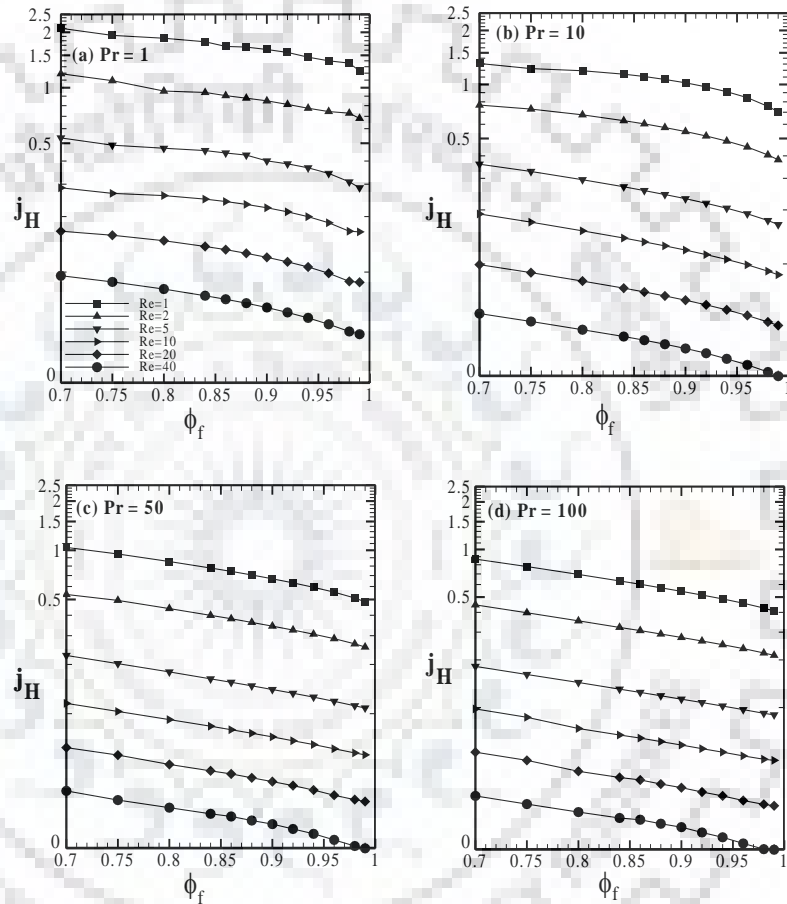 2.5
2
1.5
1
0.5
0
(a) Pr = 1
j_H
Re=1
Re=2
Re=5
Re=10
Re=20
Re=40
0.7 0.75 0.8 0.85 0.9 0.95 1
ϕ_f
2.5
2
1.5
1
0.5
0
(b) Pr = 10
j_H
0.7 0.75 0.8 0.85 0.9 0.95 1
ϕ_f
2.5
2
1.5
1
0.5
0
(c) Pr = 50
j_H
0.7 0.75 0.8 0.85 0.9 0.95 1
ϕ_f
2.5
2
1.5
1
0.5
0
(d) Pr = 100
j_H
0.7 0.75 0.8 0.85 0.9 0.95 1
ϕ_f